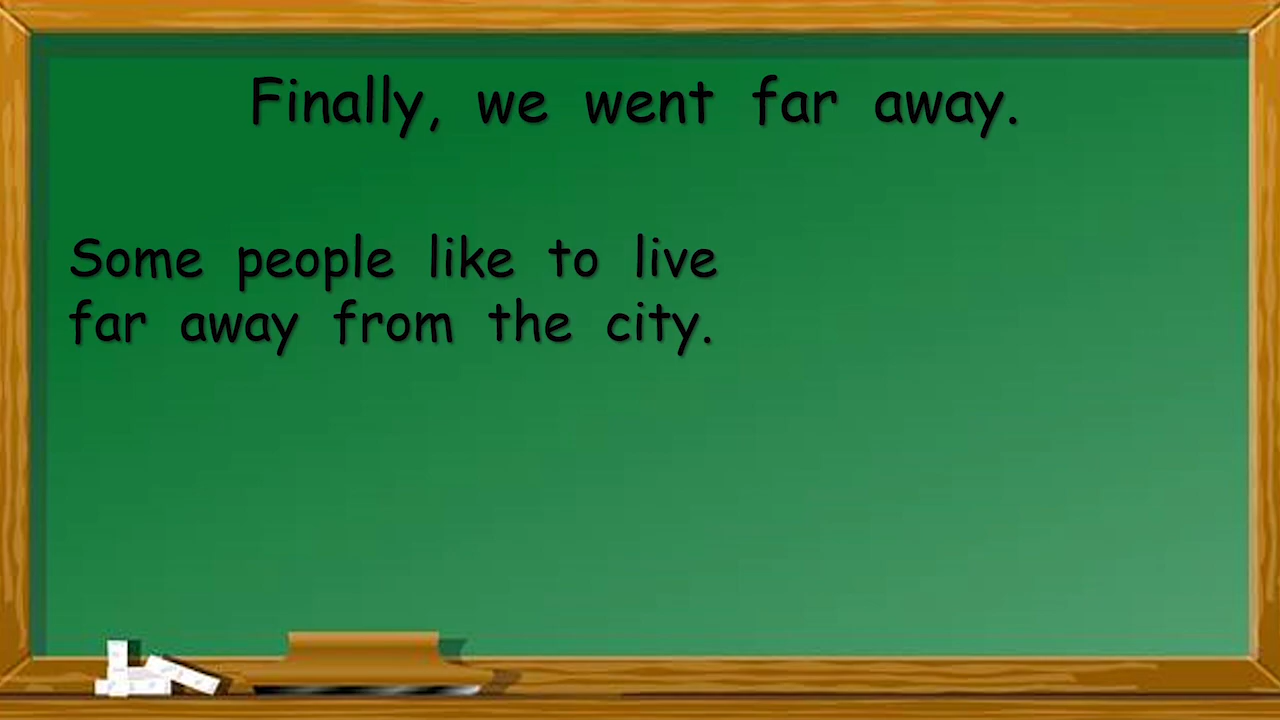 Finally, we went far away.
Some people like to live
far away from the city.